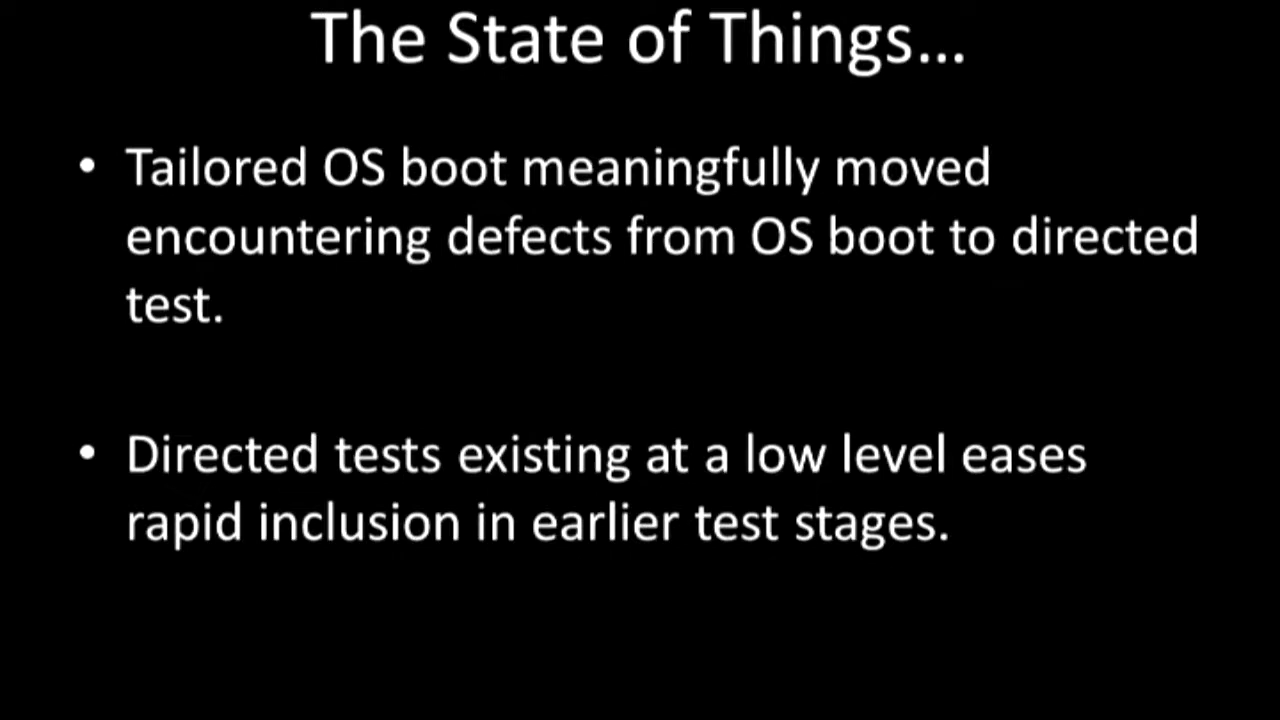 The State of Things...
• Tailored OS boot meaningfully moved
encountering defects from OS boot to directed
test.
• Directed tests existing at a low level eases
rapid inclusion in earlier test stages.